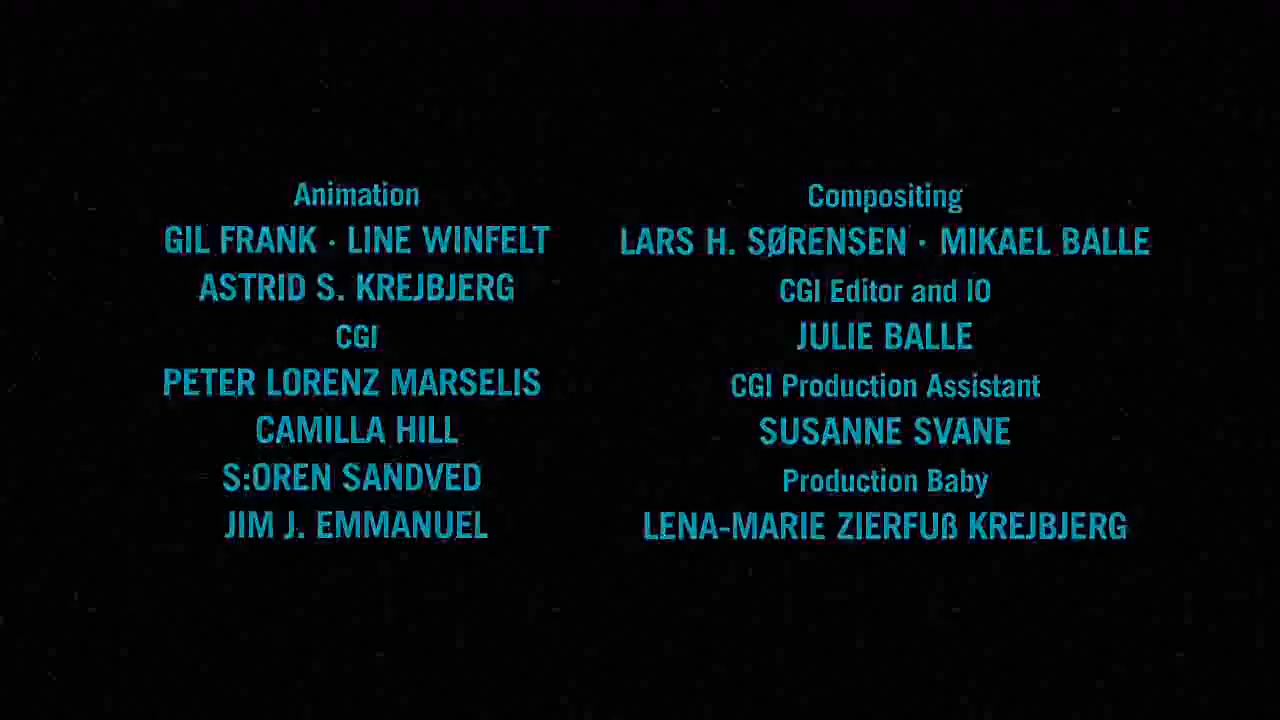 Animation
GIL FRANK · LINE WINFELT
ASTRID S. KREJBJERG
CGI
PETER LORENZ MARSELIS
CAMILLA HILL
S:OREN SANDVED
JIM J. EMMANUEL
Compositing
LARS H. SØRENSEN · MIKAEL BALLE
CGI Editor and IO
JULIE BALLE
CGI Production Assistant
SUSANNE SVANE
Production Baby
LENA-MARIE ZIERFUß KREJBJERG